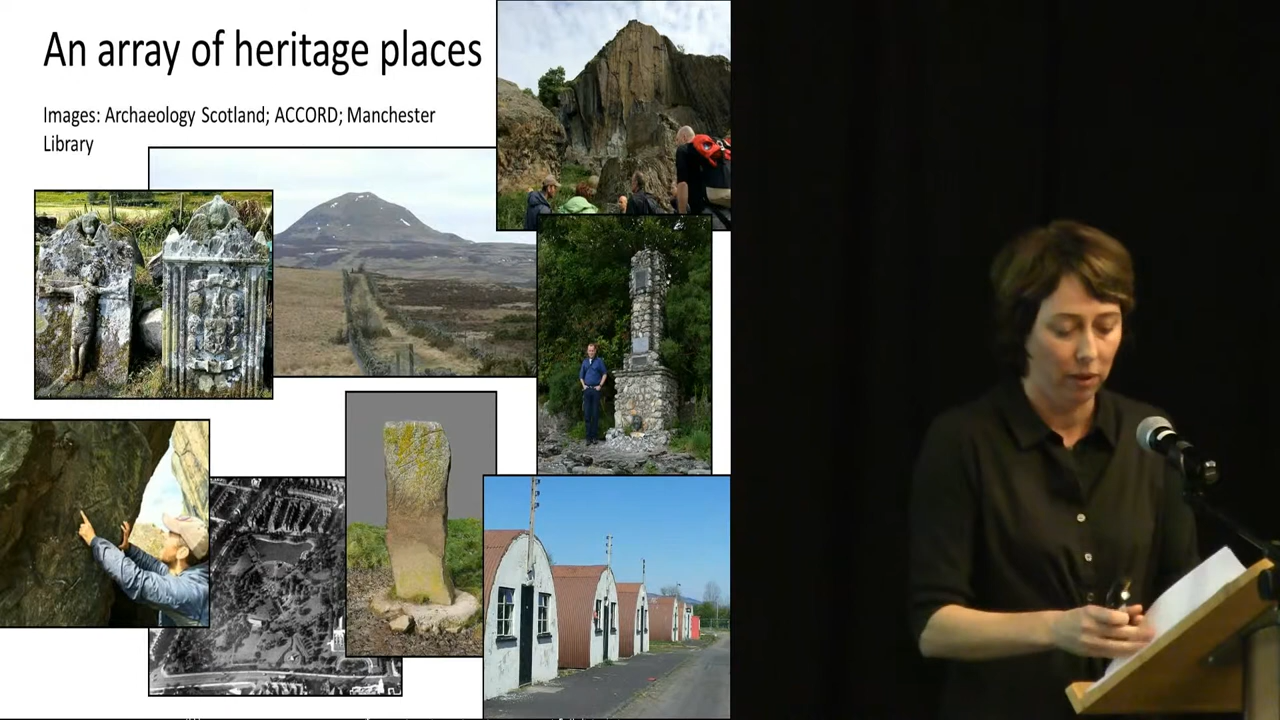 An array of heritage places
Images: Archaeology Scotland; ACCORD; Manchester
Library